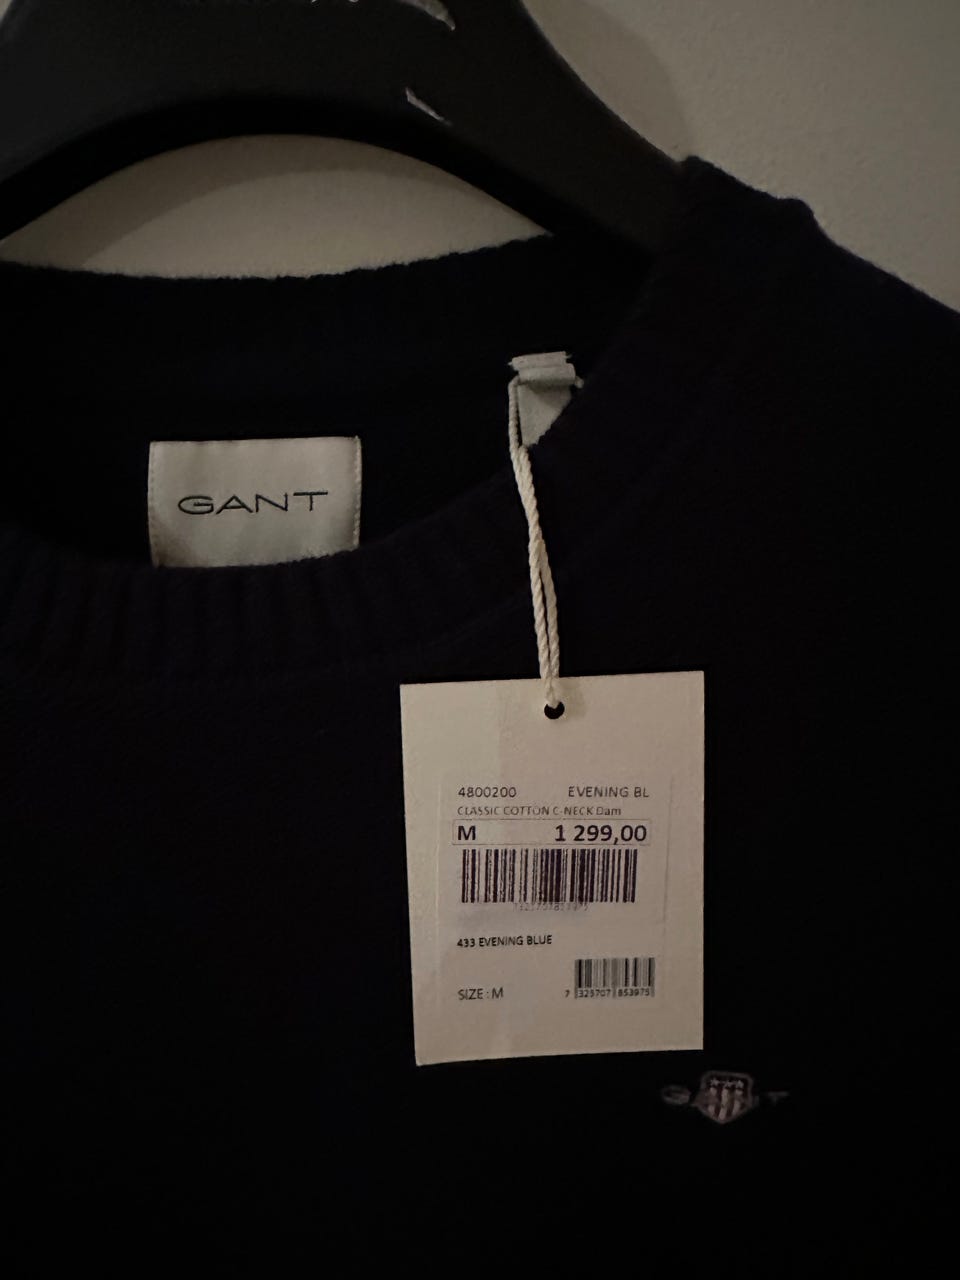 GANT
4800200 EVENING BL
CLASSIC COTTON C-NECK Dam
M 1 299,00
433 EVENING BLUE
SIZE : M
7 325707 853975